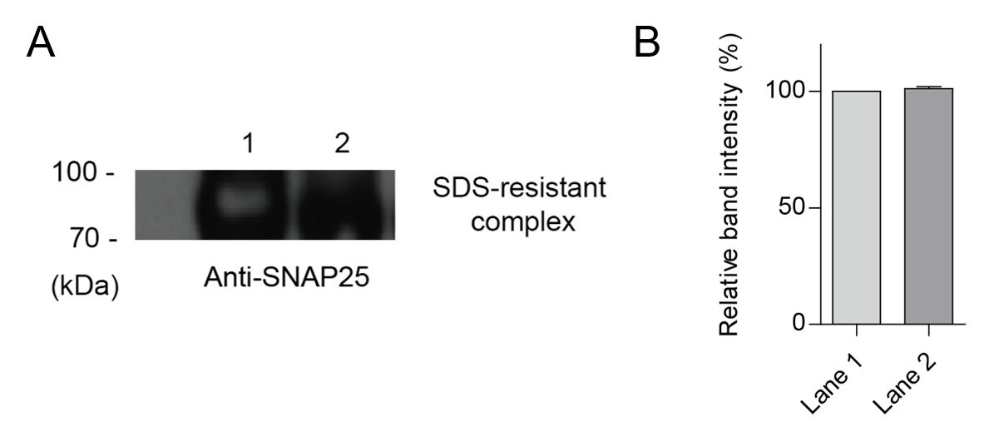 A
1 2
100 -
70 -
(kDa)
Anti-SNAP25
SDS-resistant
complex
B
Relative band intensity (%)
100
50
0
Lane 1
Lane 2